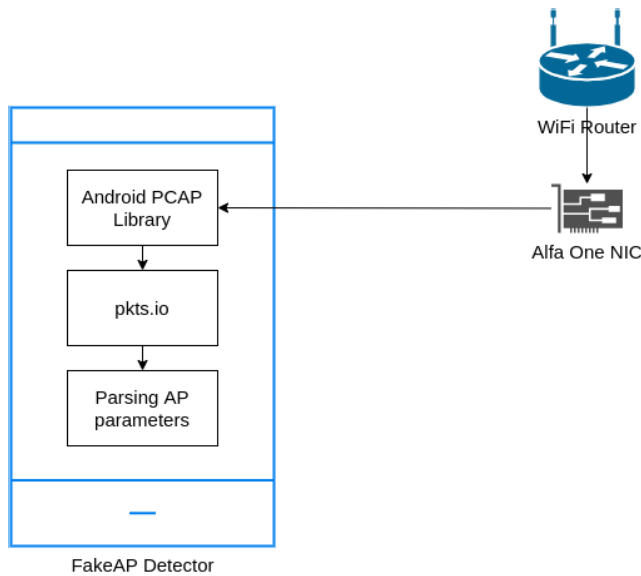 WiFi Router
Android PCAP
Library
Alfa One NIC
pkts.io
Parsing AP
parameters
FakeAP Detector